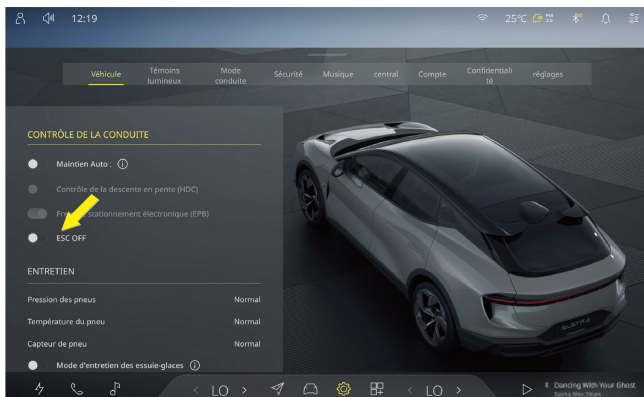 12:19
25°C
Véhicule
Témoins lumineux
Mode conduite
Sécurité
Musique
central
Compte
Confidentiali
té
réglages
CONTRÔLE DE LA CONDUITE
Maintien Auto :
Contrôle de la descente en pente (HDC)
stationnement électronique (EPB)
ESC OFF
ENTRETIEN
Pression des pneus Normal
Température du pneu Normal
Capteur de pneu Normal
Mode d'entretien des essuie-glaces
< LO >
< LO >
Dancing With Your Ghost
Sasha Alex Sloan